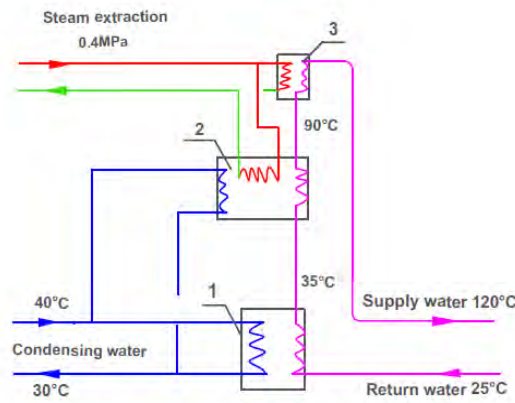 Steam extraction
0.4MPa
3
90°C
2
35°C
1
40°C
Supply water 120°C
Condensing water
30°C
Return water 25°C